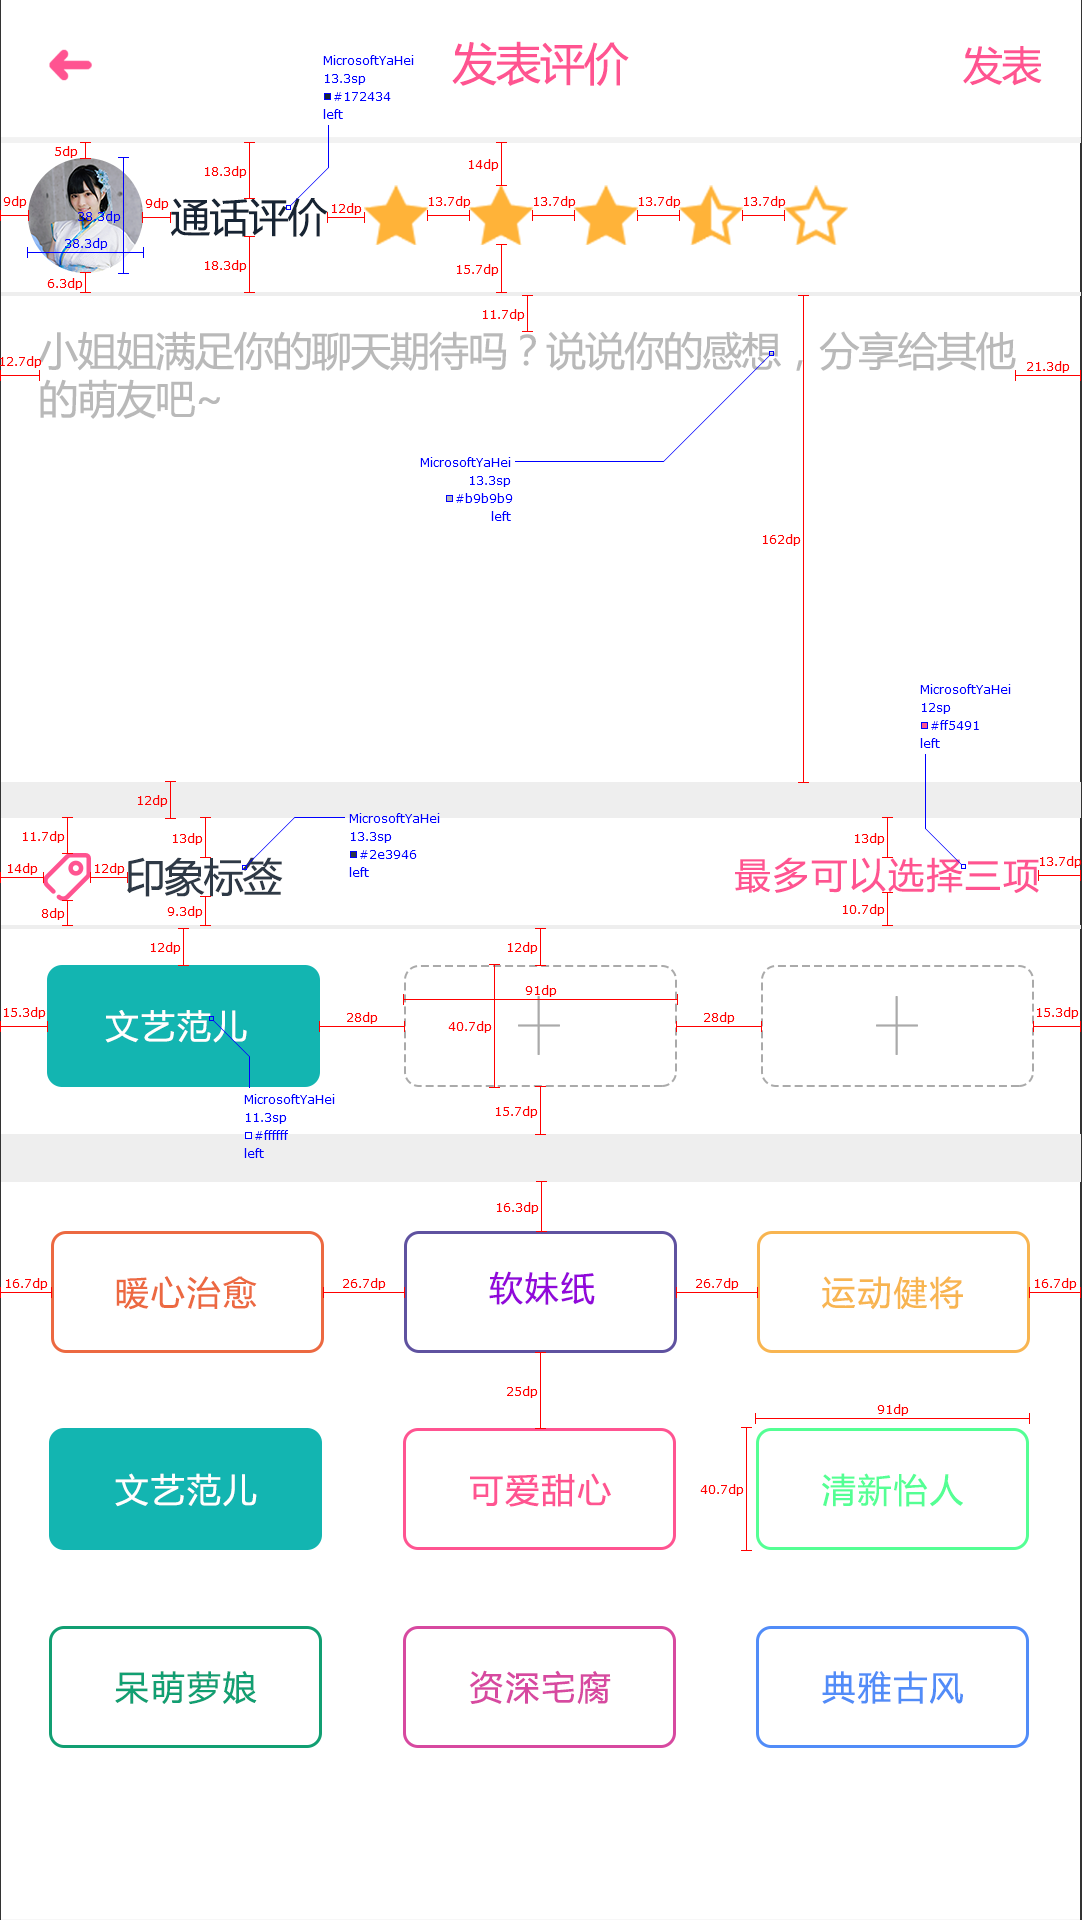 发表评价
发表
MicrosoftYaHei
13.3sp
#172434
left
5dp
18.3dp
14dp
9dp
38.3dp
38.3dp
9dp
通话评价
12dp
13.7dp
13.7dp
13.7dp
13.7dp
6.3dp
18.3dp
15.7dp
11.7dp
12.7dp
小姐姐满足你的聊天期待吗？说说你的感想，分享给其他
的萌友吧~
21.3dp
MicrosoftYaHei
13.3sp
#b9b9b9
left
162dp
MicrosoftYaHei
12sp
#ff5491
left
12dp
MicrosoftYaHei
13.3sp
#2e3946
left
11.7dp
13dp
13dp
14dp
12dp
印象标签
最多可以选择三项
13.7dp
8dp
9.3dp
10.7dp
12dp
12dp
15.3dp
文艺范儿
28dp
91dp
40.7dp
28dp
15.3dp
MicrosoftYaHei
11.3sp
#ffffff
left
15.7dp
16.3dp
16.7dp
暖心治愈
26.7dp
软妹纸
26.7dp
运动健将
16.7dp
25dp
91dp
文艺范儿
可爱甜心
40.7dp
清新怡人
呆萌萝娘
资深宅腐
典雅古风